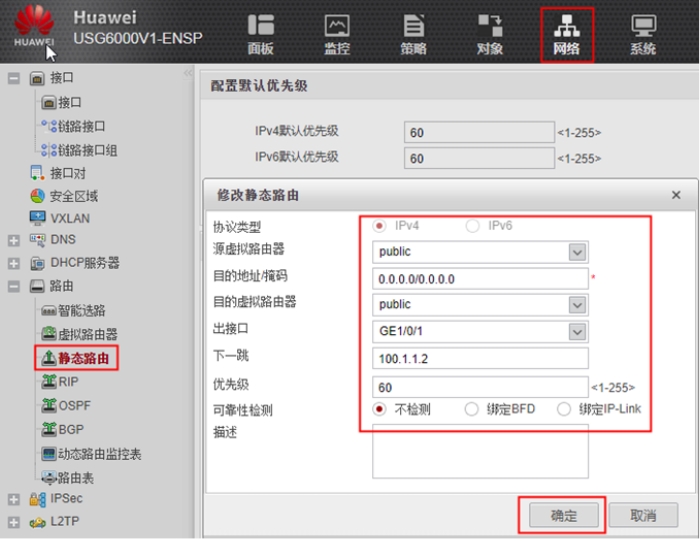 Huawei
USG6000V1-ENSP
HUAWEI
面板
监控
策略
对象
网络
系统
接口
接口
链路接口
链路接口组
接口对
安全区域
VXLAN
DNS
DHCP服务器
路由
智能选路
虚拟路由器
静态路由
RIP
OSPF
BGP
动态路由监控表
路由表
IPSec
L2TP
配置默认优先级
IPv4默认优先级 60 <1-255>
IPv6默认优先级 60 <1-255>
修改静态路由
协议类型 IPv4 IPv6
源虚拟路由器 public
目的地址/掩码 0.0.0.0/0.0.0.0 *
目的虚拟路由器 public
出接口 GE1/0/1
下一跳 100.1.1.2
优先级 60 <1-255>
可靠性检测 不检测 绑定BFD 绑定IP-Link
描述
确定 取消